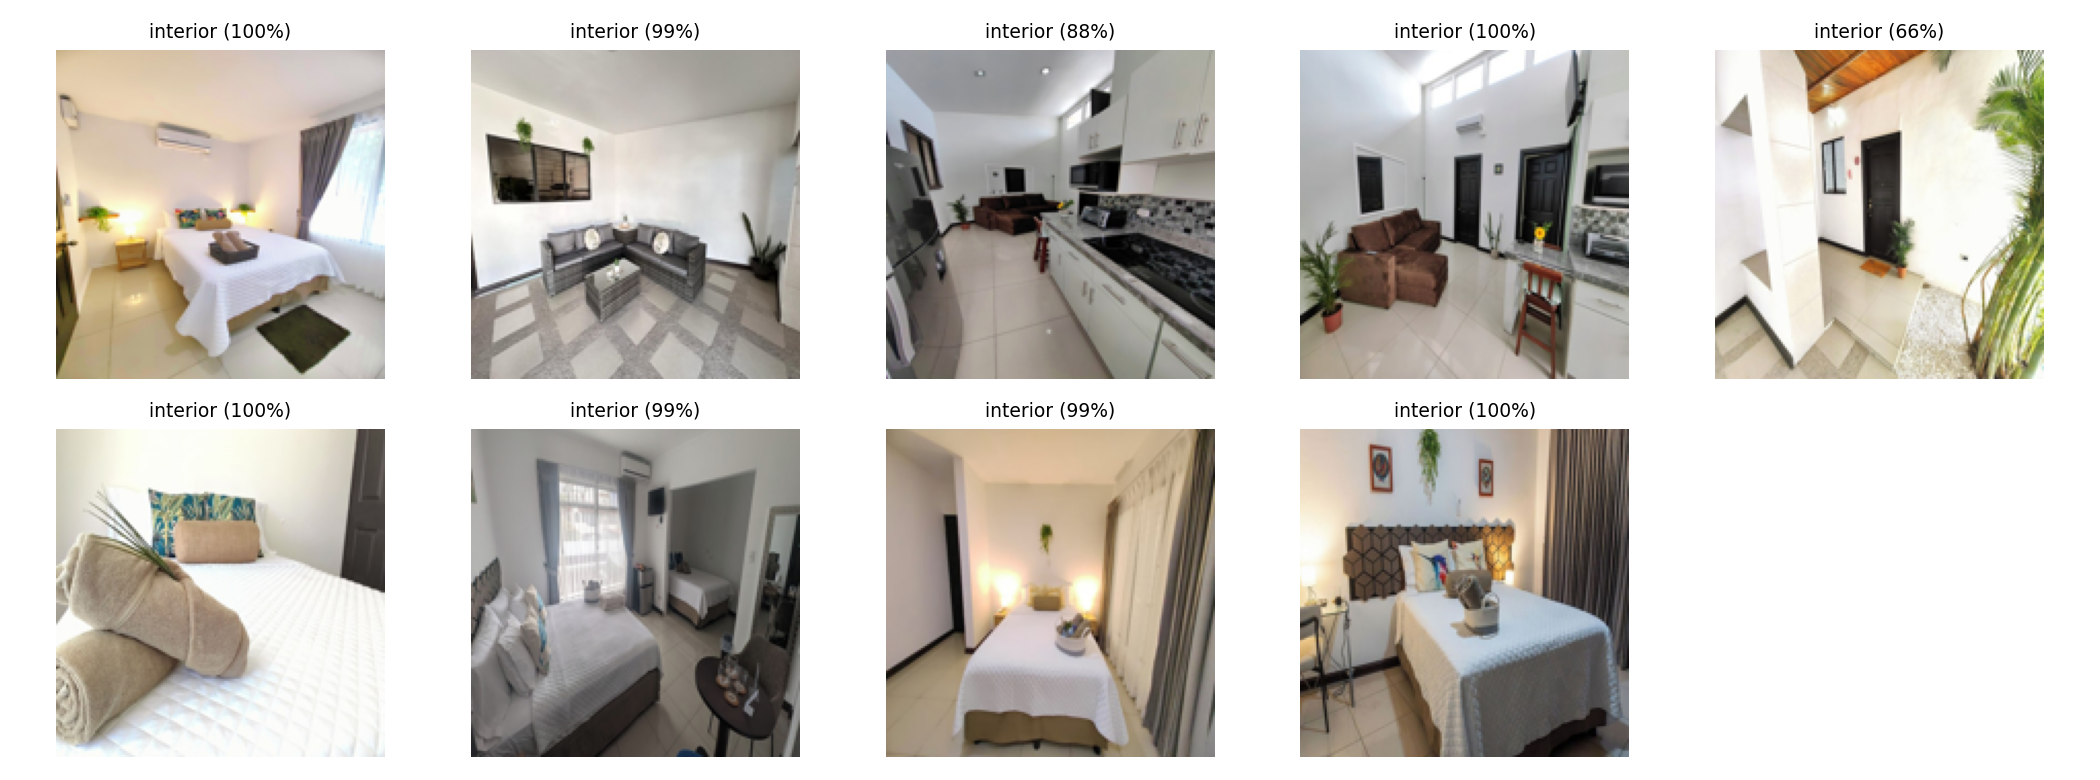 interior (100%)
interior (99%)
interior (88%)
interior (100%)
interior (66%)
interior (100%)
interior (99%)
interior (99%)
interior (100%)